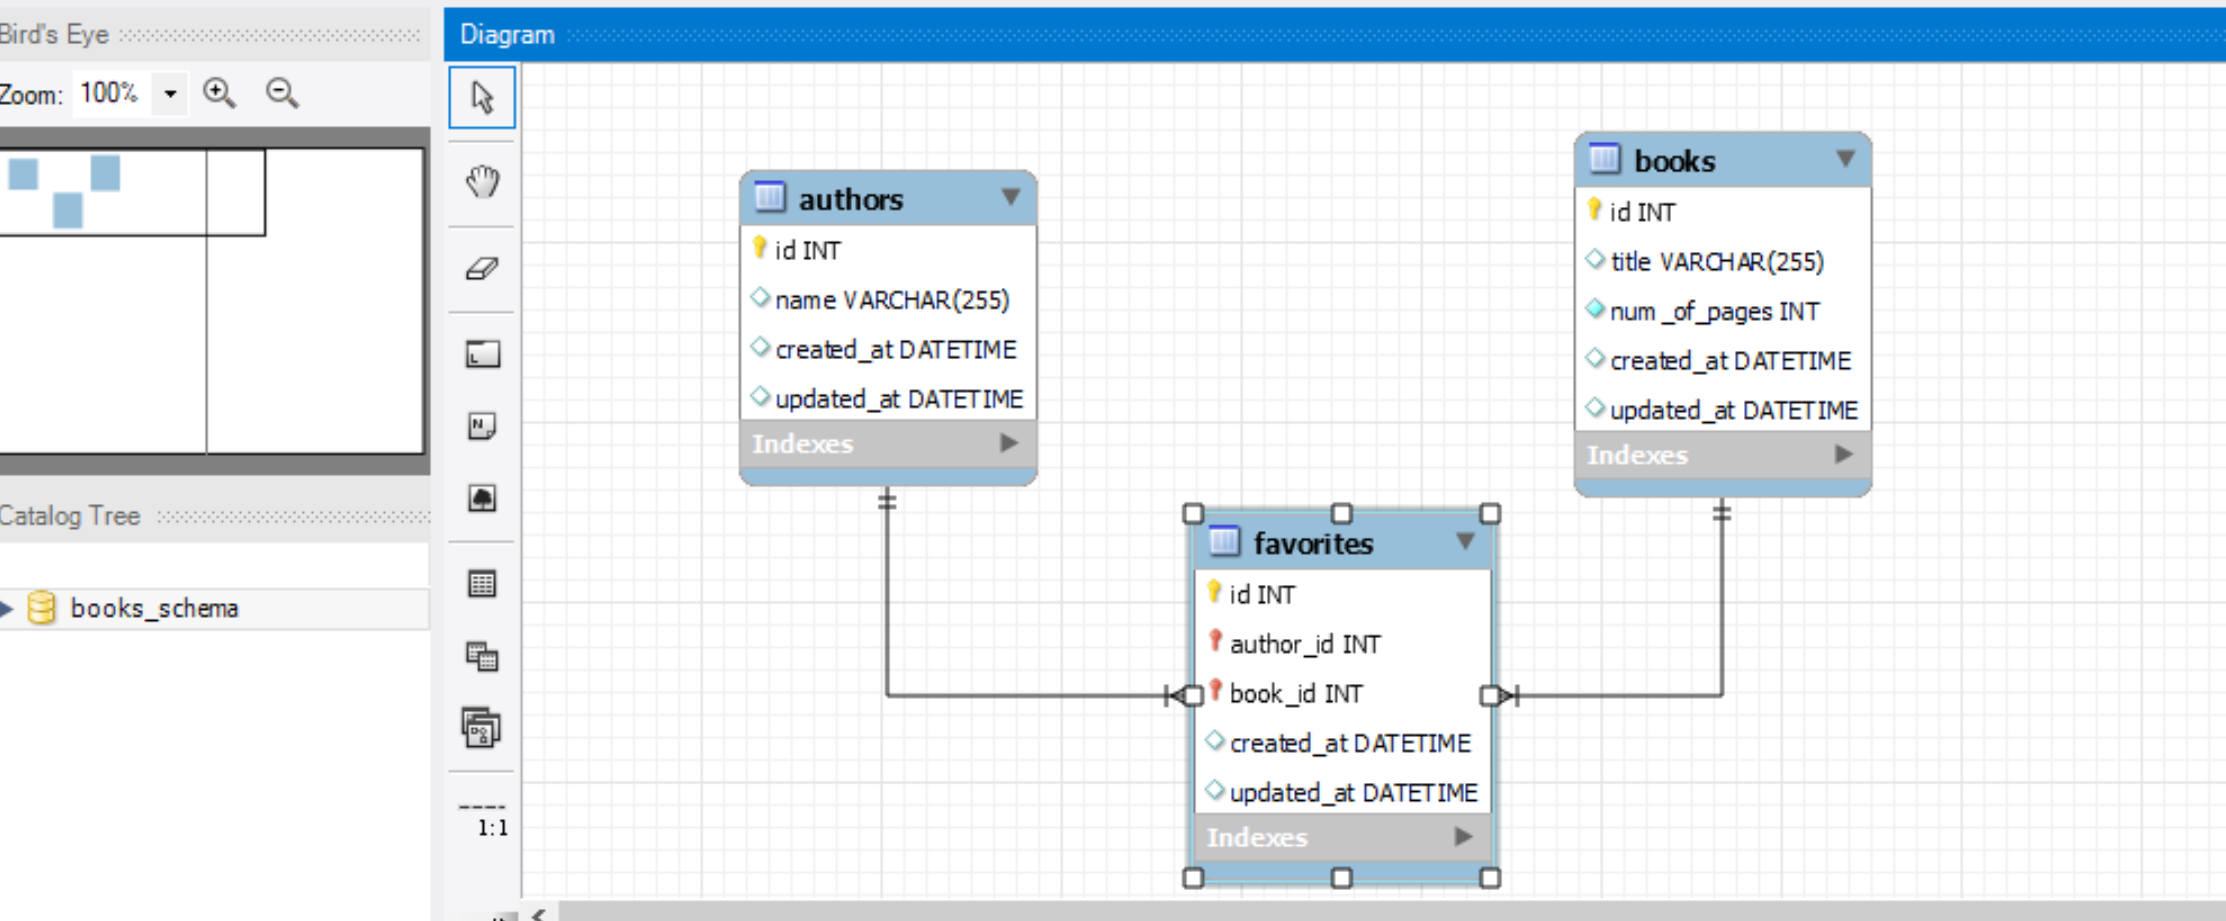 Bird's Eye
Zoom: 100%
Catalog Tree
books_schema
Diagram
1:1
authors
id INT
name VARCHAR(255)
created_at DATETIME
updated_at DATETIME
Indexes
books
id INT
title VARCHAR(255)
num_of_pages INT
created_at DATETIME
updated_at DATETIME
Indexes
favorites
id INT
author_id INT
book_id INT
created_at DATETIME
updated_at DATETIME
Indexes